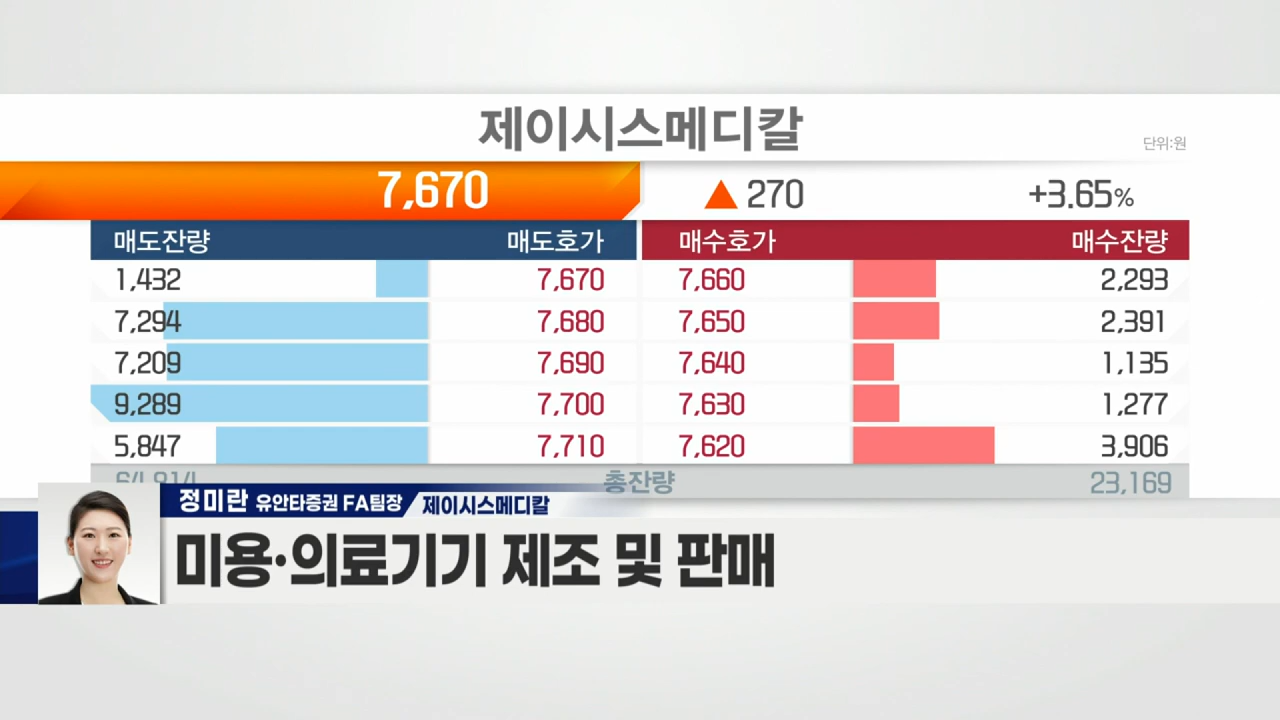 제이시스메디칼
단위:원
7,670 ▲ 270 +3.65%
매도잔량 매도호가 매수호가 매수잔량
1,432 7,670 7,660 2,293
7,294 7,680 7,650 2,391
7,209 7,690 7,640 1,135
9,289 7,700 7,630 1,277
5,847 7,710 7,620 3,906
총잔량 23,169
정미란 유안타증권 FA팀장 제이시스메디칼
미용·의료기기 제조 및 판매